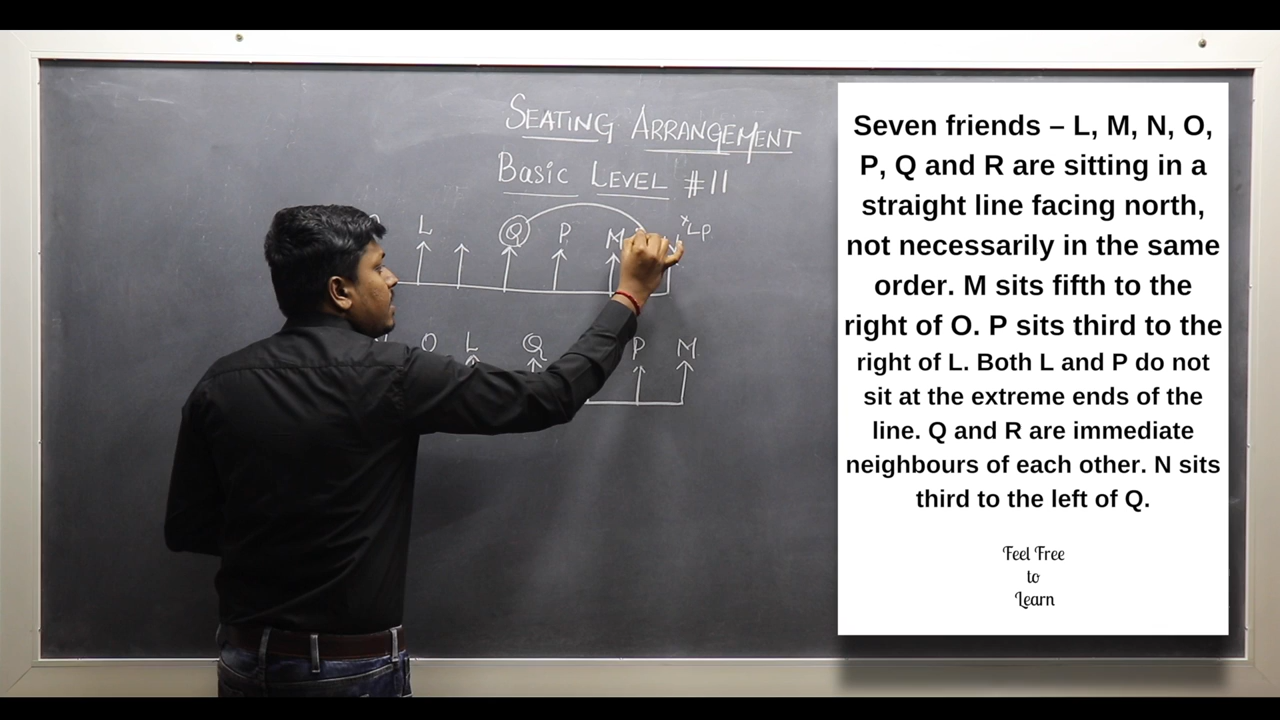 SEATING ARRANGEMENT
Basic LEVEL #11
L Q P M
Lp
O L Q P M
Seven friends – L, M, N, O,
P, Q and R are sitting in a
straight line facing north,
not necessarily in the same
order. M sits fifth to the
right of O. P sits third to the
right of L. Both L and P do not
sit at the extreme ends of the
line. Q and R are immediate
neighbours of each other. N sits
third to the left of Q.
Feel Free
to
Learn